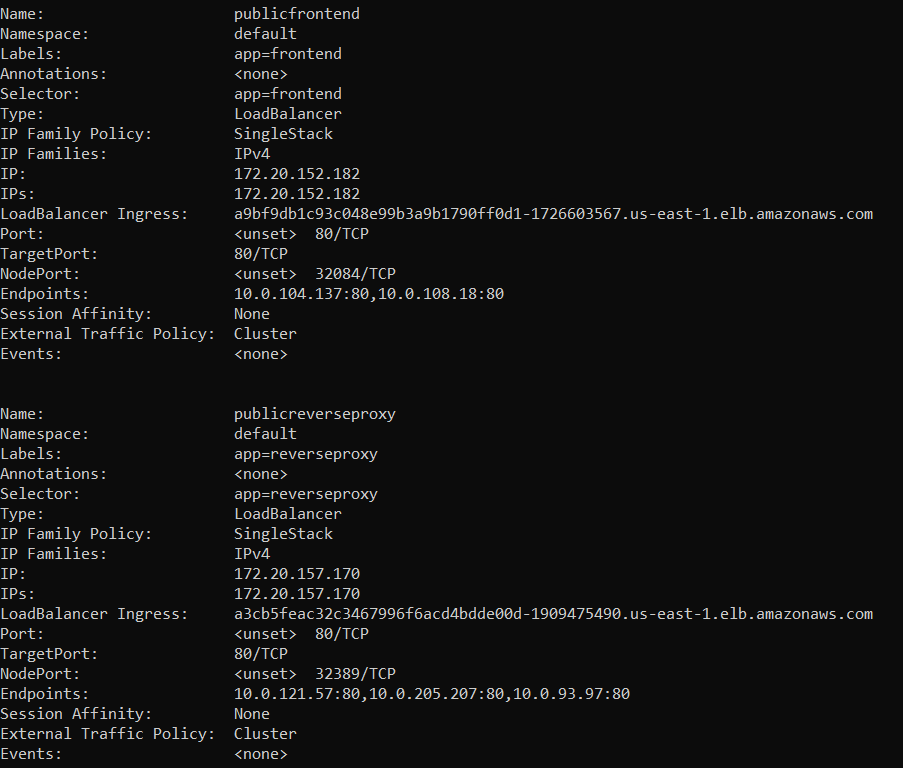 Name:                     publicfrontend
Namespace:                default
Labels:                   app=frontend
Annotations:              <none>
Selector:                 app=frontend
Type:                     LoadBalancer
IP Family Policy:         SingleStack
IP Families:              IPv4
IP:                       172.20.152.182
IPs:                      172.20.152.182
LoadBalancer Ingress:     a9bf9db1c93c048e99b3a9b1790ff0d1-1726603567.us-east-1.elb.amazonaws.com
Port:                     <unset>  80/TCP
TargetPort:               80/TCP
NodePort:                 <unset>  32084/TCP
Endpoints:                10.0.104.137:80,10.0.108.18:80
Session Affinity:         None
External Traffic Policy:  Cluster
Events:                   <none>

Name:                     publicreverseproxy
Namespace:                default
Labels:                   app=reverseproxy
Annotations:              <none>
Selector:                 app=reverseproxy
Type:                     LoadBalancer
IP Family Policy:         SingleStack
IP Families:              IPv4
IP:                       172.20.157.170
IPs:                      172.20.157.170
LoadBalancer Ingress:     a3cb5feac32c3467996f6acd4bdde00d-1909475490.us-east-1.elb.amazonaws.com
Port:                     <unset>  80/TCP
TargetPort:               80/TCP
NodePort:                 <unset>  32389/TCP
Endpoints:                10.0.121.57:80,10.0.205.207:80,10.0.93.97:80
Session Affinity:         None
External Traffic Policy:  Cluster
Events:                   <none>